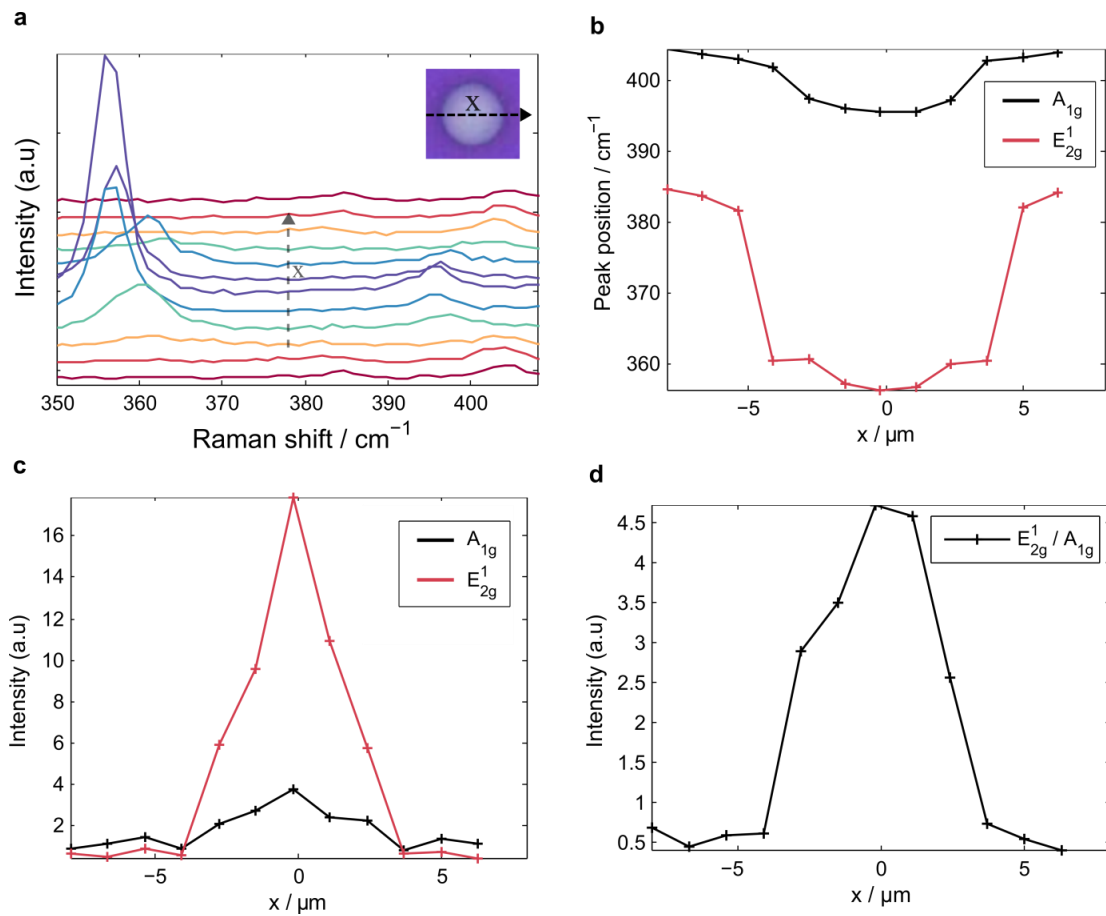 a
Intensity (a.u)
X
X
350 360 370 380 390 400
Raman shift / cm⁻¹
b
Peak position / cm⁻¹
400
390
380
370
360
A₁g
E¹₂g
−5 0 5
x / µm
c
Intensity (a.u)
16
14
12
10
8
6
4
2
A₁g
E¹₂g
−5 0 5
x / µm
d
Intensity (a.u)
4.5
4
3.5
3
2.5
2
1.5
1
0.5
E¹₂g / A₁g
−5 0 5
x / µm